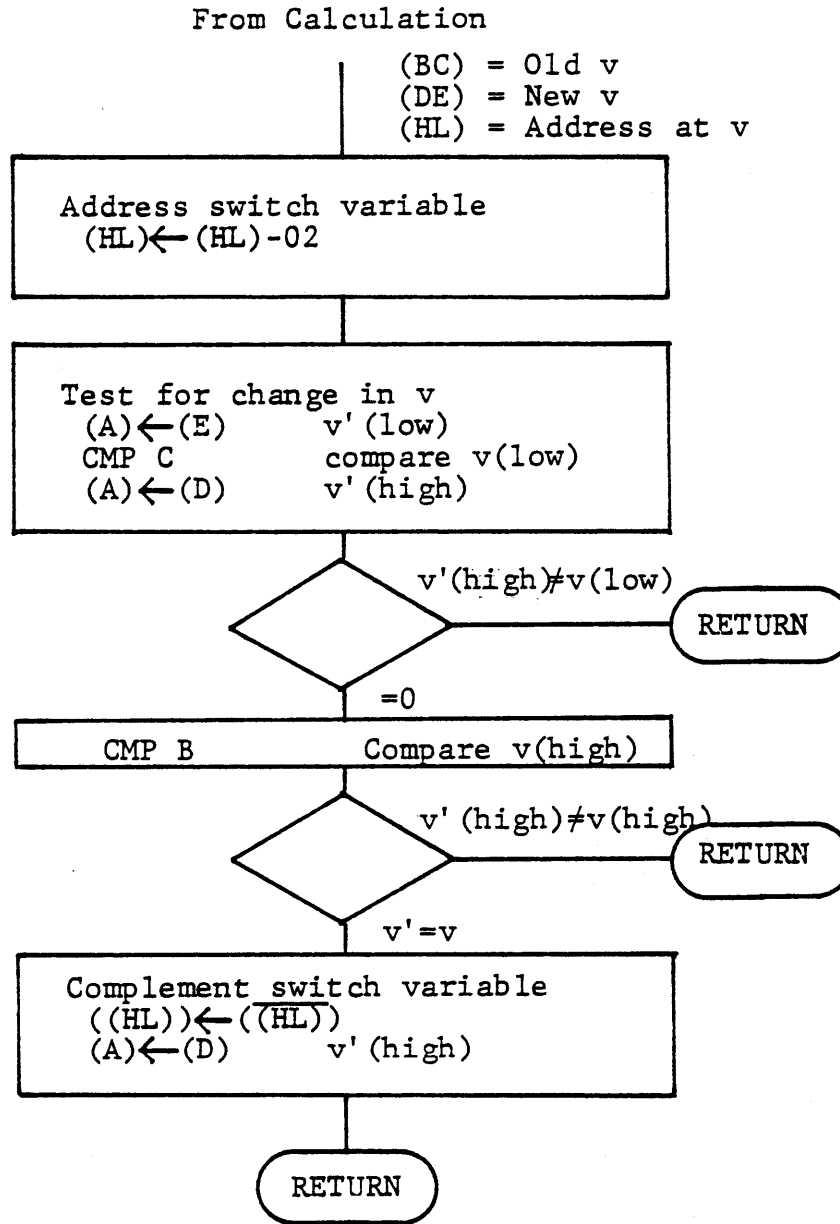 From Calculation
(BC) = Old v
(DE) = New v
(HL) = Address at v
Address switch variable
(HL)←(HL)-02
Test for change in v
(A)←(E) v'(low)
CMP C compare v(low)
(A)←(D) v'(high)
v'(high)≠v(low)
RETURN
=0
CMP B Compare v(high)
v'(high)≠v(high)
RETURN
v'=v
Complement switch variable
((HL))←(\overline{(HL)})
(A)←(D) v'(high)
RETURN